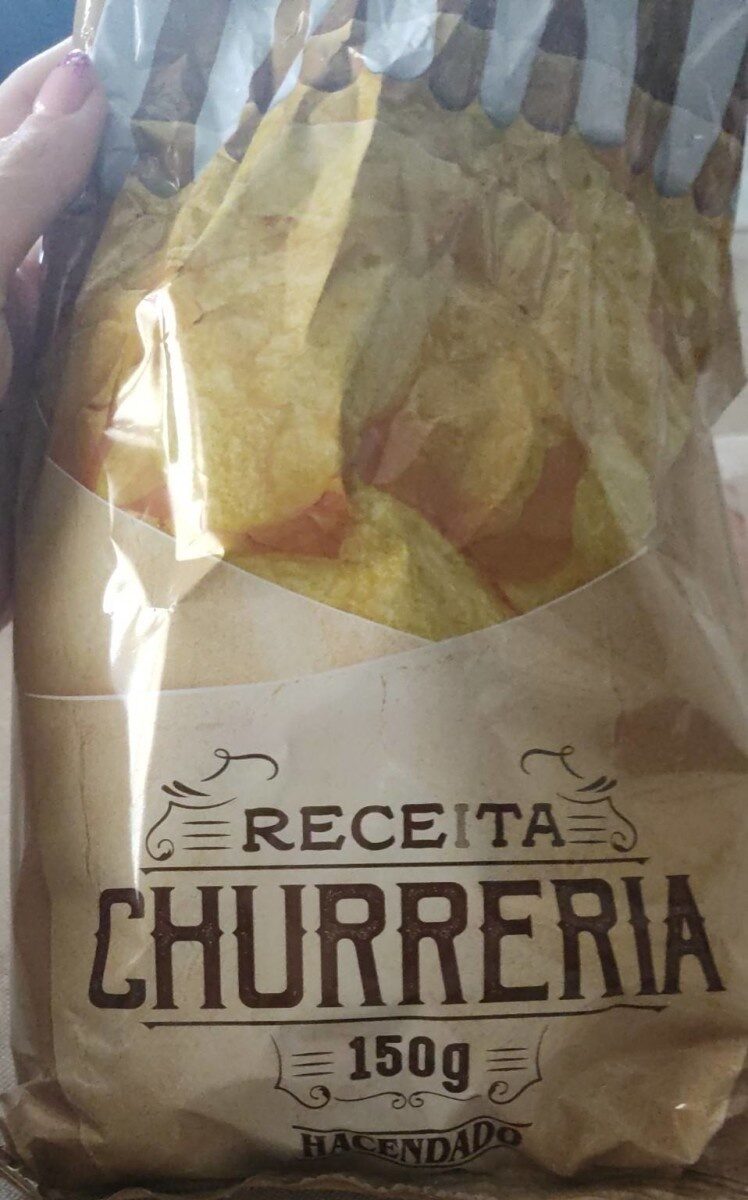 RECEITA
CHURRERIA
150g
HACENDADO